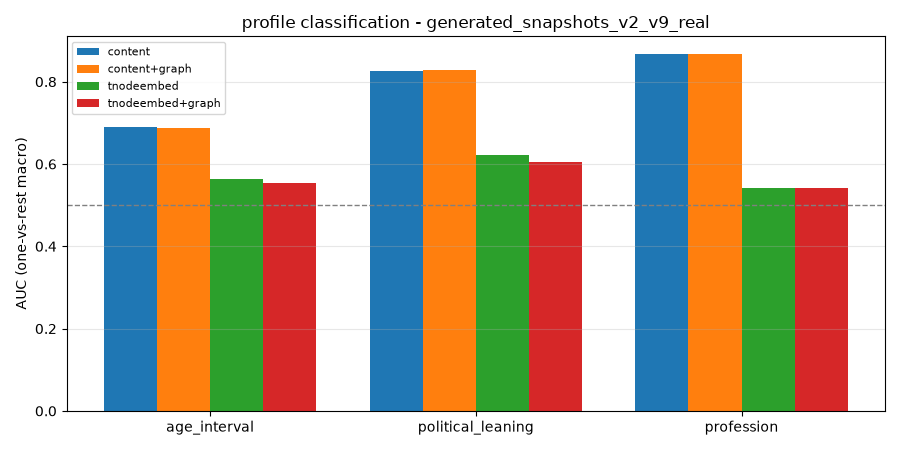 profile classification - generated_snapshots_v2_v9_real
content
content+graph
tnodeembed
tnodeembed+graph
AUC (one-vs-rest macro)
0.8
0.6
0.4
0.2
0.0
age_interval
political_leaning
profession